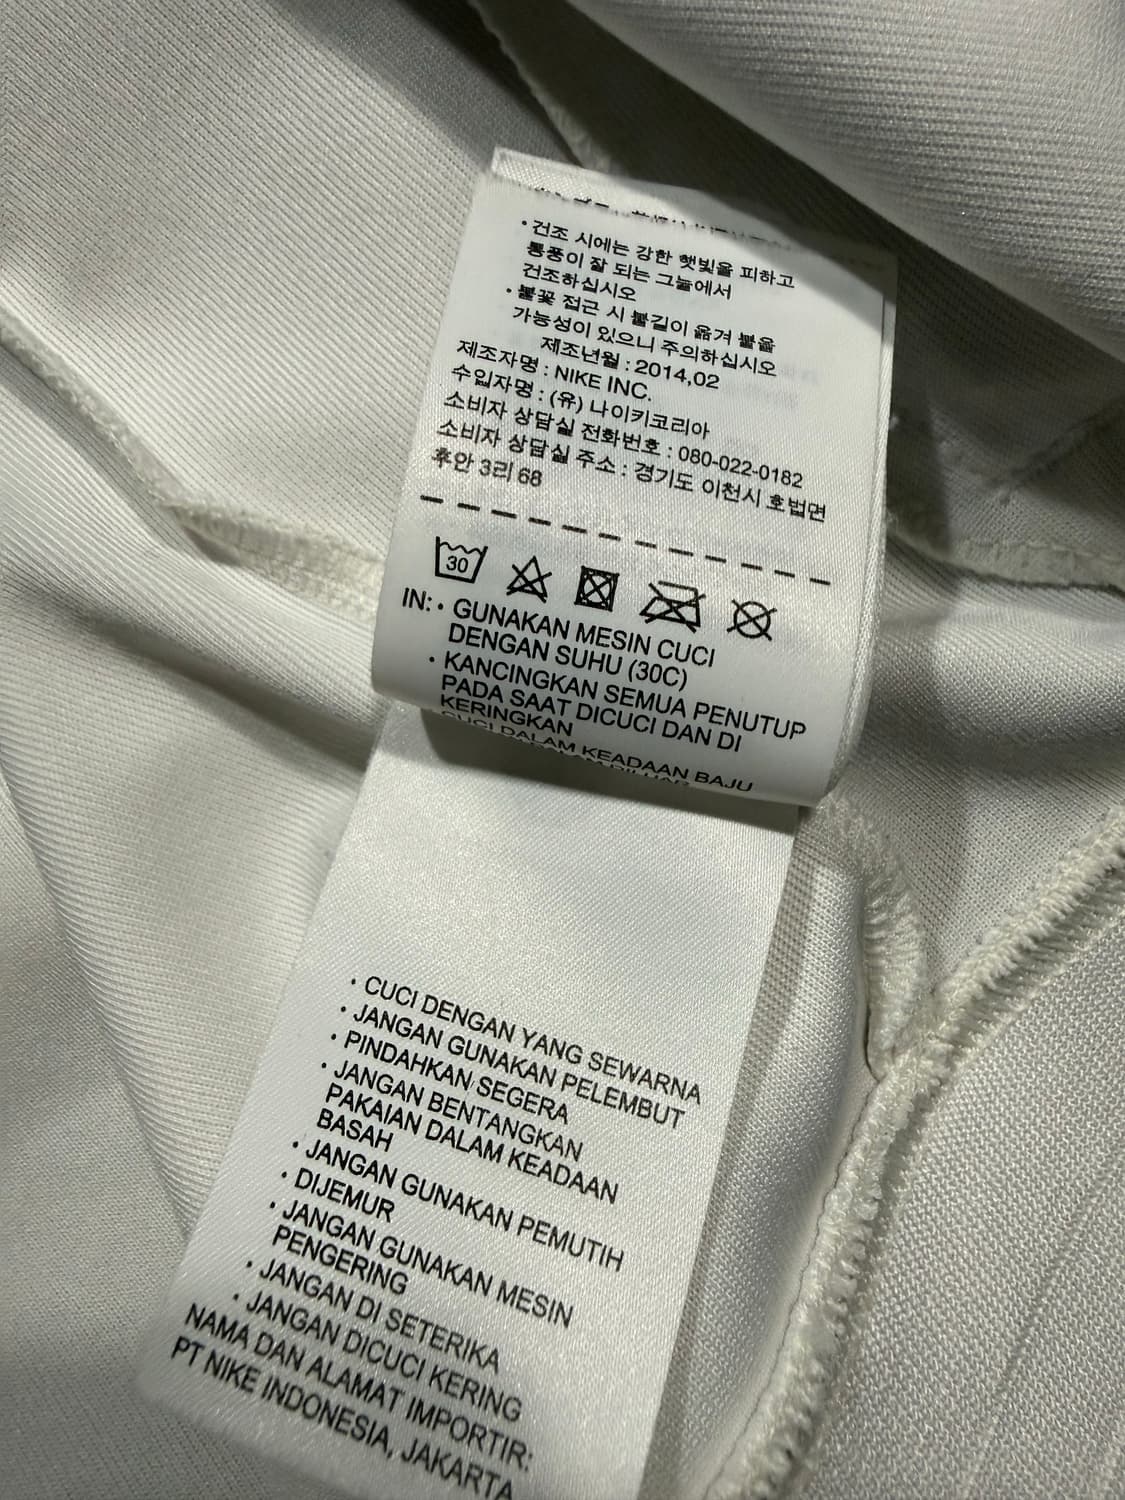 • 건조 시에는 강한 햇빛을 피하고
통풍이 잘 되는 그늘에서
건조하십시오
• 불꽃 접근 시 불길이 옮겨 붙을
가능성이 있으니 주의하십시오
제조년월 : 2014,02
제조자명 : NIKE INC.
수입자명 : (유) 나이키코리아
소비자 상담실 전화번호 : 080-022-0182
소비자 상담실 주소 : 경기도 이천시 호법면
후안 3리 68
30
IN: • GUNAKAN MESIN CUCI
DENGAN SUHU (30C)
• KANCINGKAN SEMUA PENUTUP
PADA SAAT DICUCI DAN DI
KERINGKAN
CUCI DALAM KEADAAN BAJU
• CUCI DENGAN YANG SEWARNA
• JANGAN GUNAKAN PELEMBUT
• PINDAHKAN SEGERA
• JANGAN BENTANGKAN
PAKAIAN DALAM KEADAAN
BASAH
• JANGAN GUNAKAN PEMUTIH
• DIJEMUR
• JANGAN GUNAKAN MESIN
PENGERING
• JANGAN DI SETERIKA
• JANGAN DICUCI KERING
NAMA DAN ALAMAT IMPORTIR:
PT NIKE INDONESIA, JAKARTA